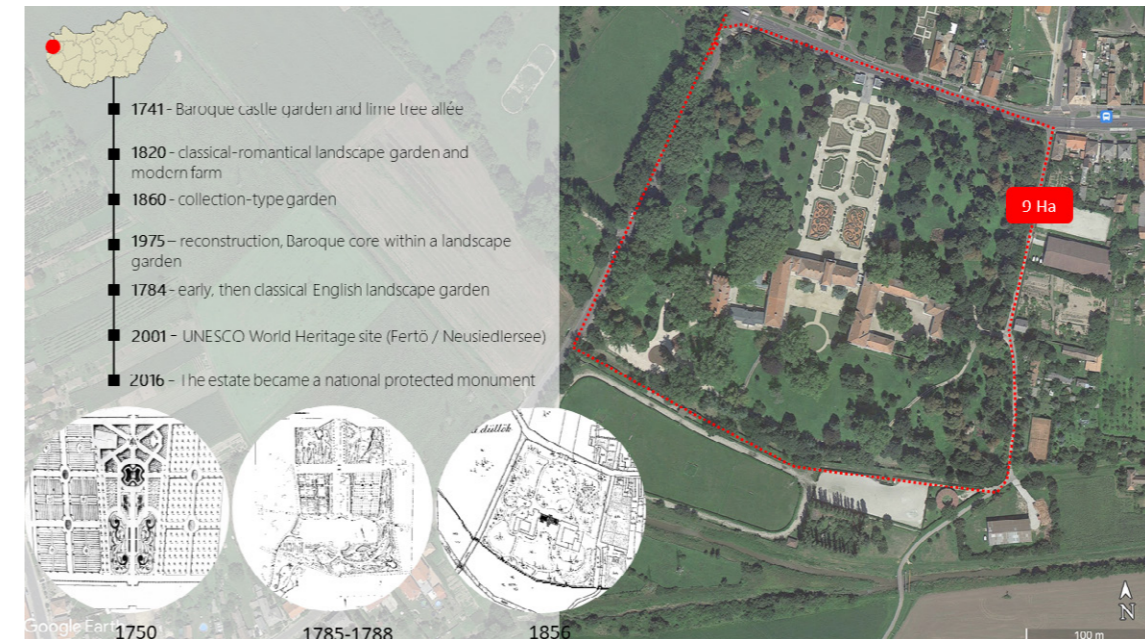 1741 - Baroque castle garden and lime tree allée
1820 - classical-romantical landscape garden and
modern farm
1860 - collection-type garden
1975 – reconstruction, Baroque core within a landscape
garden
1784 – early, then classical English landscape garden
2001 – UNESCO World Heritage site (Fertö / Neusiedlersee)
2016 – The estate became a national protected monument
9 Ha
düllök
Google Earth
1750
1785-1788
1856
N
100 m